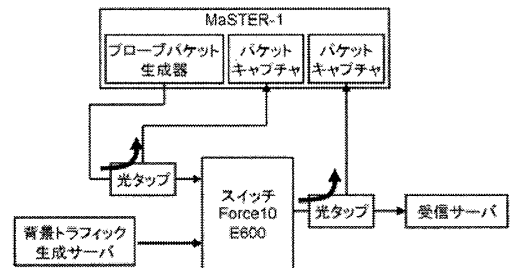 MaSTER-1
プローブパケット
生成器
パケット
キャプチャ
パケット
キャプチャ
光タップ
スイッチ
Force10
E600
光タップ
受信サーバ
背景トラフィック
生成サーバ